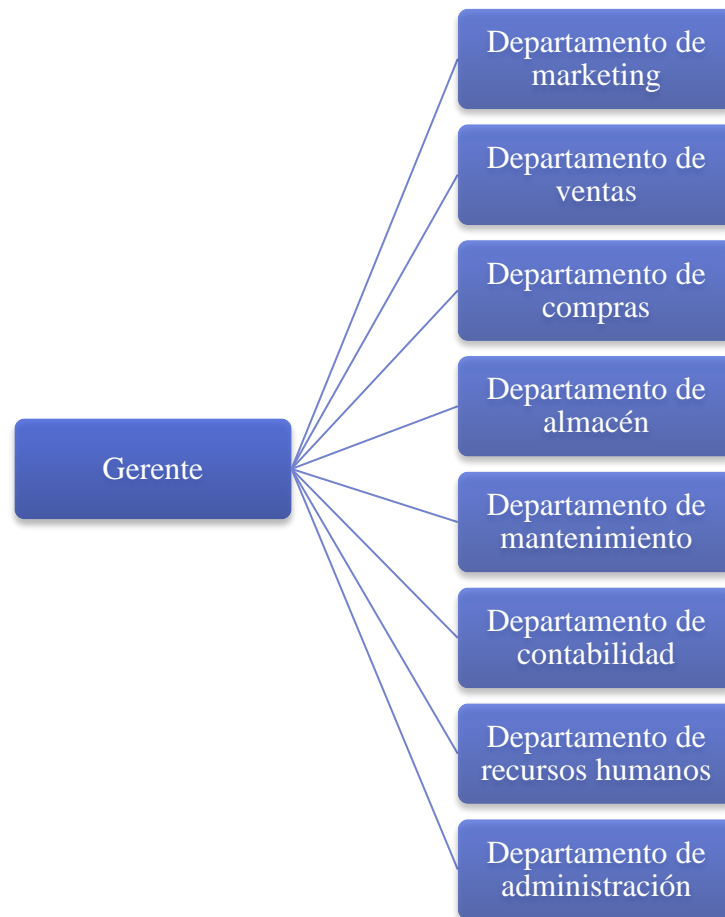 Departamento de
marketing
Departamento de
ventas
Departamento de
compras
Departamento de
almacén
Gerente
Departamento de
mantenimiento
Departamento de
contabilidad
Departamento de
recursos humanos
Departamento de
administración